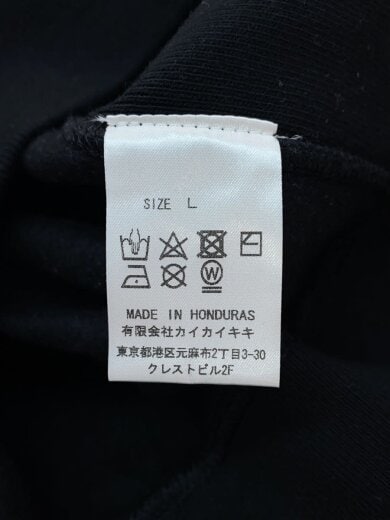 SIZE L
W
MADE IN HONDURAS
有限会社カイカイキキ
東京都港区元麻布2丁目3-30
クレストビル2F